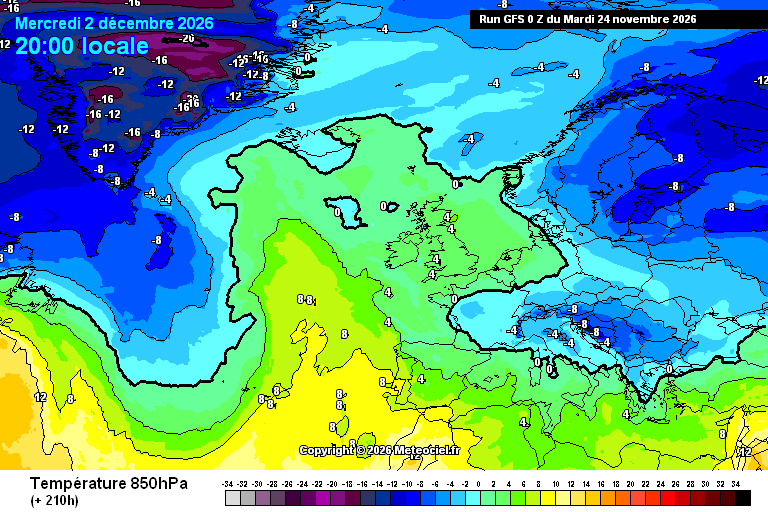 Mercredi 2 décembre 2026
20:00 locale
Run GFS 0 Z du Mardi 24 novembre 2026
Copyright © 2026 Meteociel.fr
Température 850hPa
(+ 210h)
-34 -32 -30 -28 -26 -24 -22 -20 -18 -16 -14 -12 -10 -8 -6 -4 -2 0 2 4 6 8 10 12 14 16 18 20 22 24 26 28 30 32 34